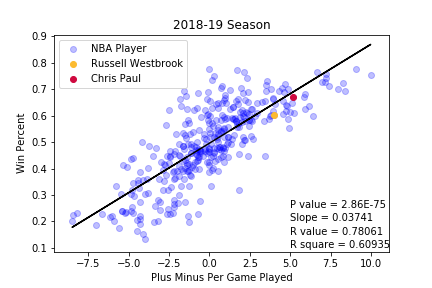 2018-19 Season
NBA Player
Russell Westbrook
Chris Paul
Win Percent
0.9
0.8
0.7
0.6
0.5
0.4
0.3
0.2
0.1
P value = 2.86E-75
Slope = 0.03741
R value = 0.78061
R square = 0.60935
−7.5 −5.0 −2.5 0.0 2.5 5.0 7.5 10.0
Plus Minus Per Game Played